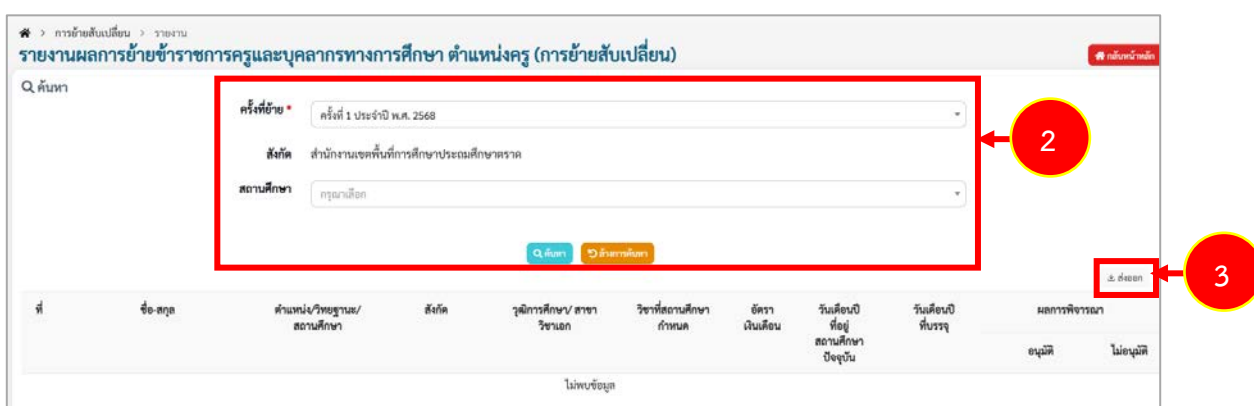 การย้ายสับเปลี่ยน > รายงาน
รายงานผลการย้ายข้าราชการครูและบุคลากรทางการศึกษา ตำแหน่งครู (การย้ายสับเปลี่ยน)
กลับหน้าหลัก
ค้นหา
ครั้งที่ย้าย *
ครั้งที่ 1 ประจำปี พ.ศ. 2568
2
สังกัด
สำนักงานเขตพื้นที่การศึกษาประถมศึกษาตราด
สถานศึกษา
กรุณาเลือก
ค้นหา
ล้างการค้นหา
ส่งออก
3
ที่
ชื่อ-สกุล
ตำแหน่ง/วิทยฐานะ/
สถานศึกษา
สังกัด
วุฒิการศึกษา/ สาขา
วิชาเอก
วิชาที่สถานศึกษา
กำหนด
อัตรา
เงินเดือน
วันเดือนปี
ที่อยู่
สถานศึกษา
ปัจจุบัน
วันเดือนปี
ที่บรรจุ
ผลการพิจารณา
อนุมัติ
ไม่อนุมัติ
ไม่พบข้อมูล